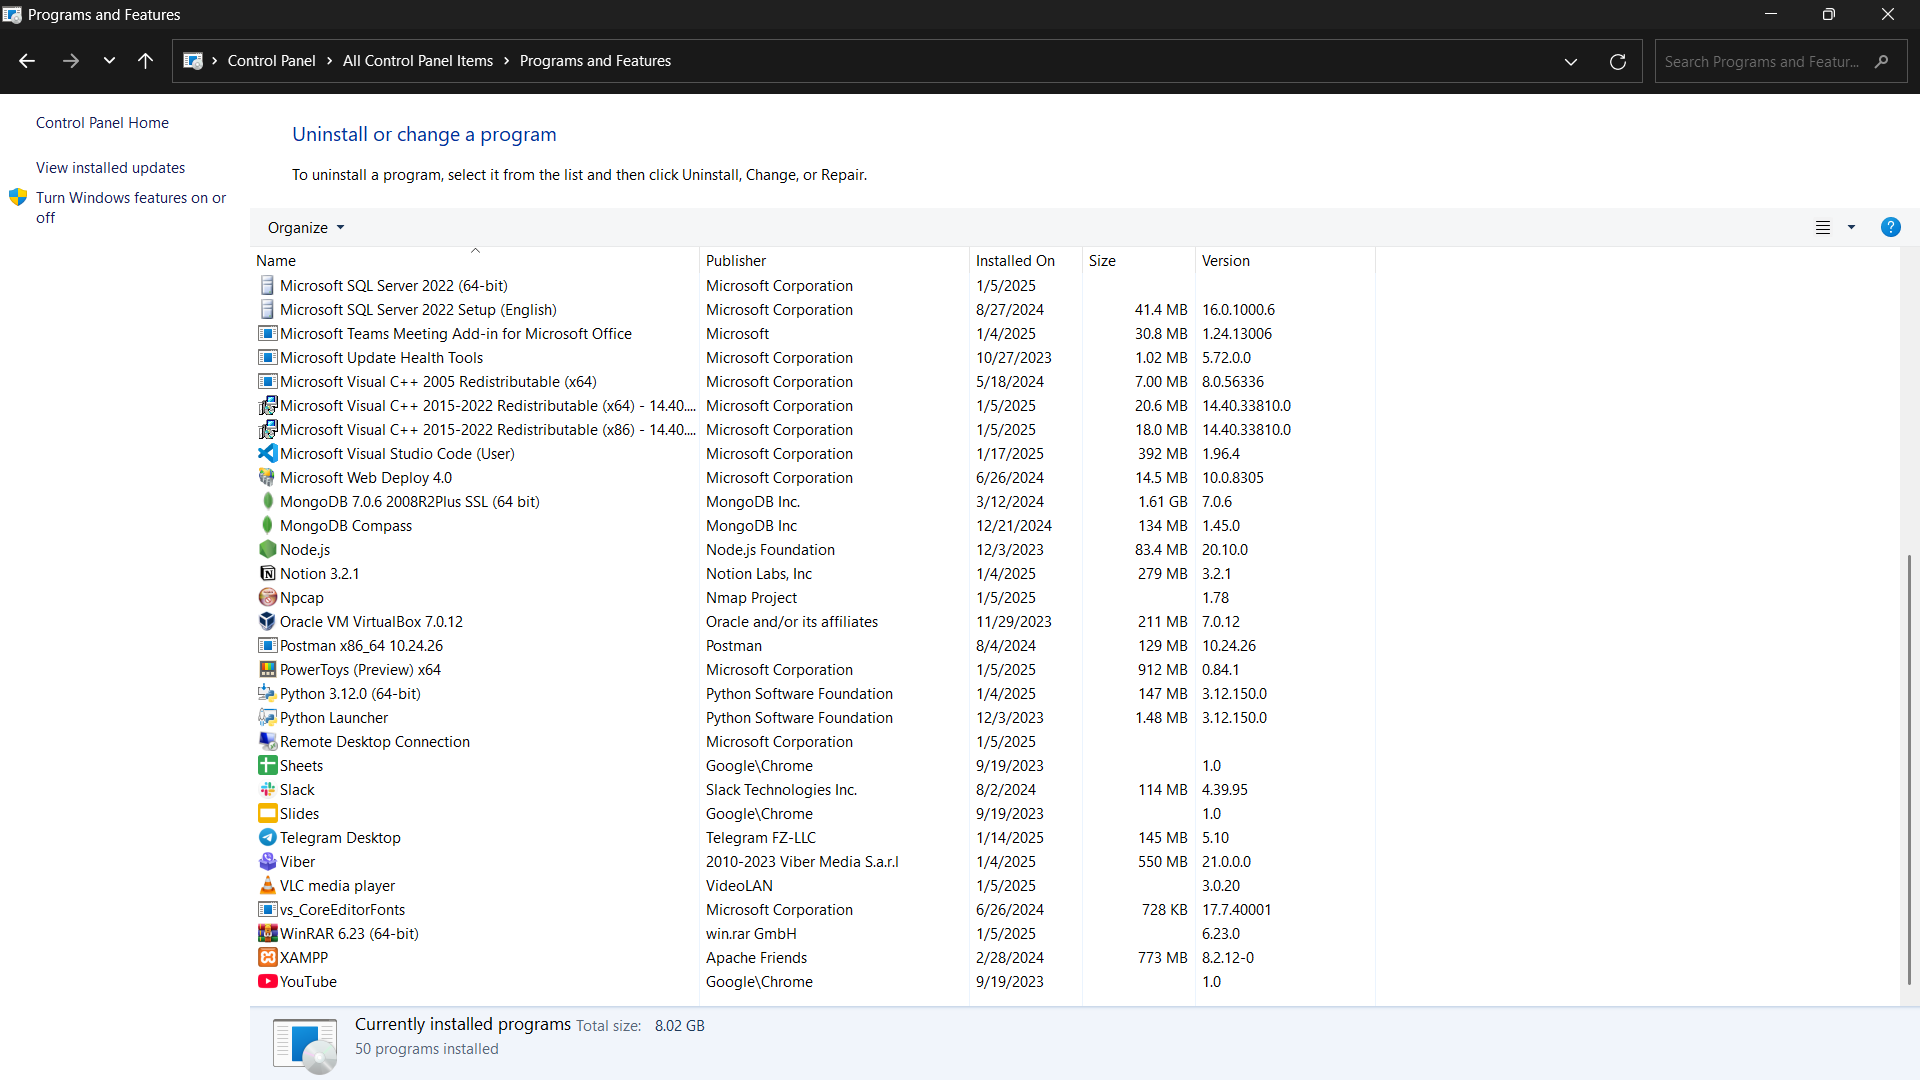 Programs and Features
Control Panel > All Control Panel Items > Programs and Features
Search Programs and Featur...
Control Panel Home
View installed updates
Turn Windows features on or
off
Uninstall or change a program
To uninstall a program, select it from the list and then click Uninstall, Change, or Repair.
Organize
Name Publisher Installed On Size Version
Microsoft SQL Server 2022 (64-bit) Microsoft Corporation 1/5/2025
Microsoft SQL Server 2022 Setup (English) Microsoft Corporation 8/27/2024 41.4 MB 16.0.1000.6
Microsoft Teams Meeting Add-in for Microsoft Office Microsoft 1/4/2025 30.8 MB 1.24.13006
Microsoft Update Health Tools Microsoft Corporation 10/27/2023 1.02 MB 5.72.0.0
Microsoft Visual C++ 2005 Redistributable (x64) Microsoft Corporation 5/18/2024 7.00 MB 8.0.56336
Microsoft Visual C++ 2015-2022 Redistributable (x64) - 14.40.... Microsoft Corporation 1/5/2025 20.6 MB 14.40.33810.0
Microsoft Visual C++ 2015-2022 Redistributable (x86) - 14.40.... Microsoft Corporation 1/5/2025 18.0 MB 14.40.33810.0
Microsoft Visual Studio Code (User) Microsoft Corporation 1/17/2025 392 MB 1.96.4
Microsoft Web Deploy 4.0 Microsoft Corporation 6/26/2024 14.5 MB 10.0.8305
MongoDB 7.0.6 2008R2Plus SSL (64 bit) MongoDB Inc. 3/12/2024 1.61 GB 7.0.6
MongoDB Compass MongoDB Inc 12/21/2024 134 MB 1.45.0
Node.js Node.js Foundation 12/3/2023 83.4 MB 20.10.0
Notion 3.2.1 Notion Labs, Inc 1/4/2025 279 MB 3.2.1
Npcap Nmap Project 1/5/2025 1.78
Oracle VM VirtualBox 7.0.12 Oracle and/or its affiliates 11/29/2023 211 MB 7.0.12
Postman x86_64 10.24.26 Postman 8/4/2024 129 MB 10.24.26
PowerToys (Preview) x64 Microsoft Corporation 1/5/2025 912 MB 0.84.1
Python 3.12.0 (64-bit) Python Software Foundation 1/4/2025 147 MB 3.12.150.0
Python Launcher Python Software Foundation 12/3/2023 1.48 MB 3.12.150.0
Remote Desktop Connection Microsoft Corporation 1/5/2025
Sheets Google\Chrome 9/19/2023 1.0
Slack Slack Technologies Inc. 8/2/2024 114 MB 4.39.95
Slides Google\Chrome 9/19/2023 1.0
Telegram Desktop Telegram FZ-LLC 1/14/2025 145 MB 5.10
Viber 2010-2023 Viber Media S.a.r.l 1/4/2025 550 MB 21.0.0.0
VLC media player VideoLAN 1/5/2025 3.0.20
vs_CoreEditorFonts Microsoft Corporation 6/26/2024 728 KB 17.7.40001
WinRAR 6.23 (64-bit) win.rar GmbH 1/5/2025 6.23.0
XAMPP Apache Friends 2/28/2024 773 MB 8.2.12-0
YouTube Google\Chrome 9/19/2023 1.0
Currently installed programs Total size: 8.02 GB
50 programs installed